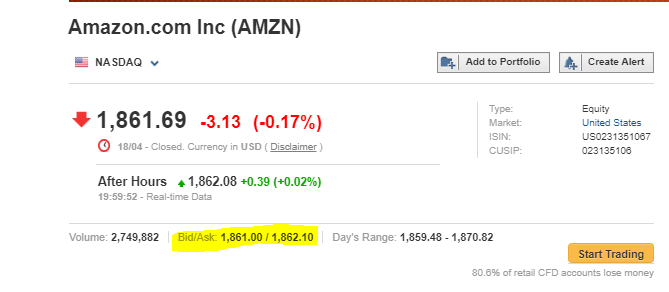 Amazon.com Inc (AMZN)
NASDAQ
Add to Portfolio
Create Alert
1,861.69 -3.13 (-0.17%)
18/04 - Closed. Currency in USD ( Disclaimer )
Type: Equity
Market: United States
ISIN: US0231351067
CUSIP: 023135106
After Hours 1,862.08 +0.39 (+0.02%)
19:59:52 - Real-time Data
Volume: 2,749,882 Bid/Ask: 1,861.00 / 1,862.10 Day's Range: 1,859.48 - 1,870.82
Start Trading
80.6% of retail CFD accounts lose money